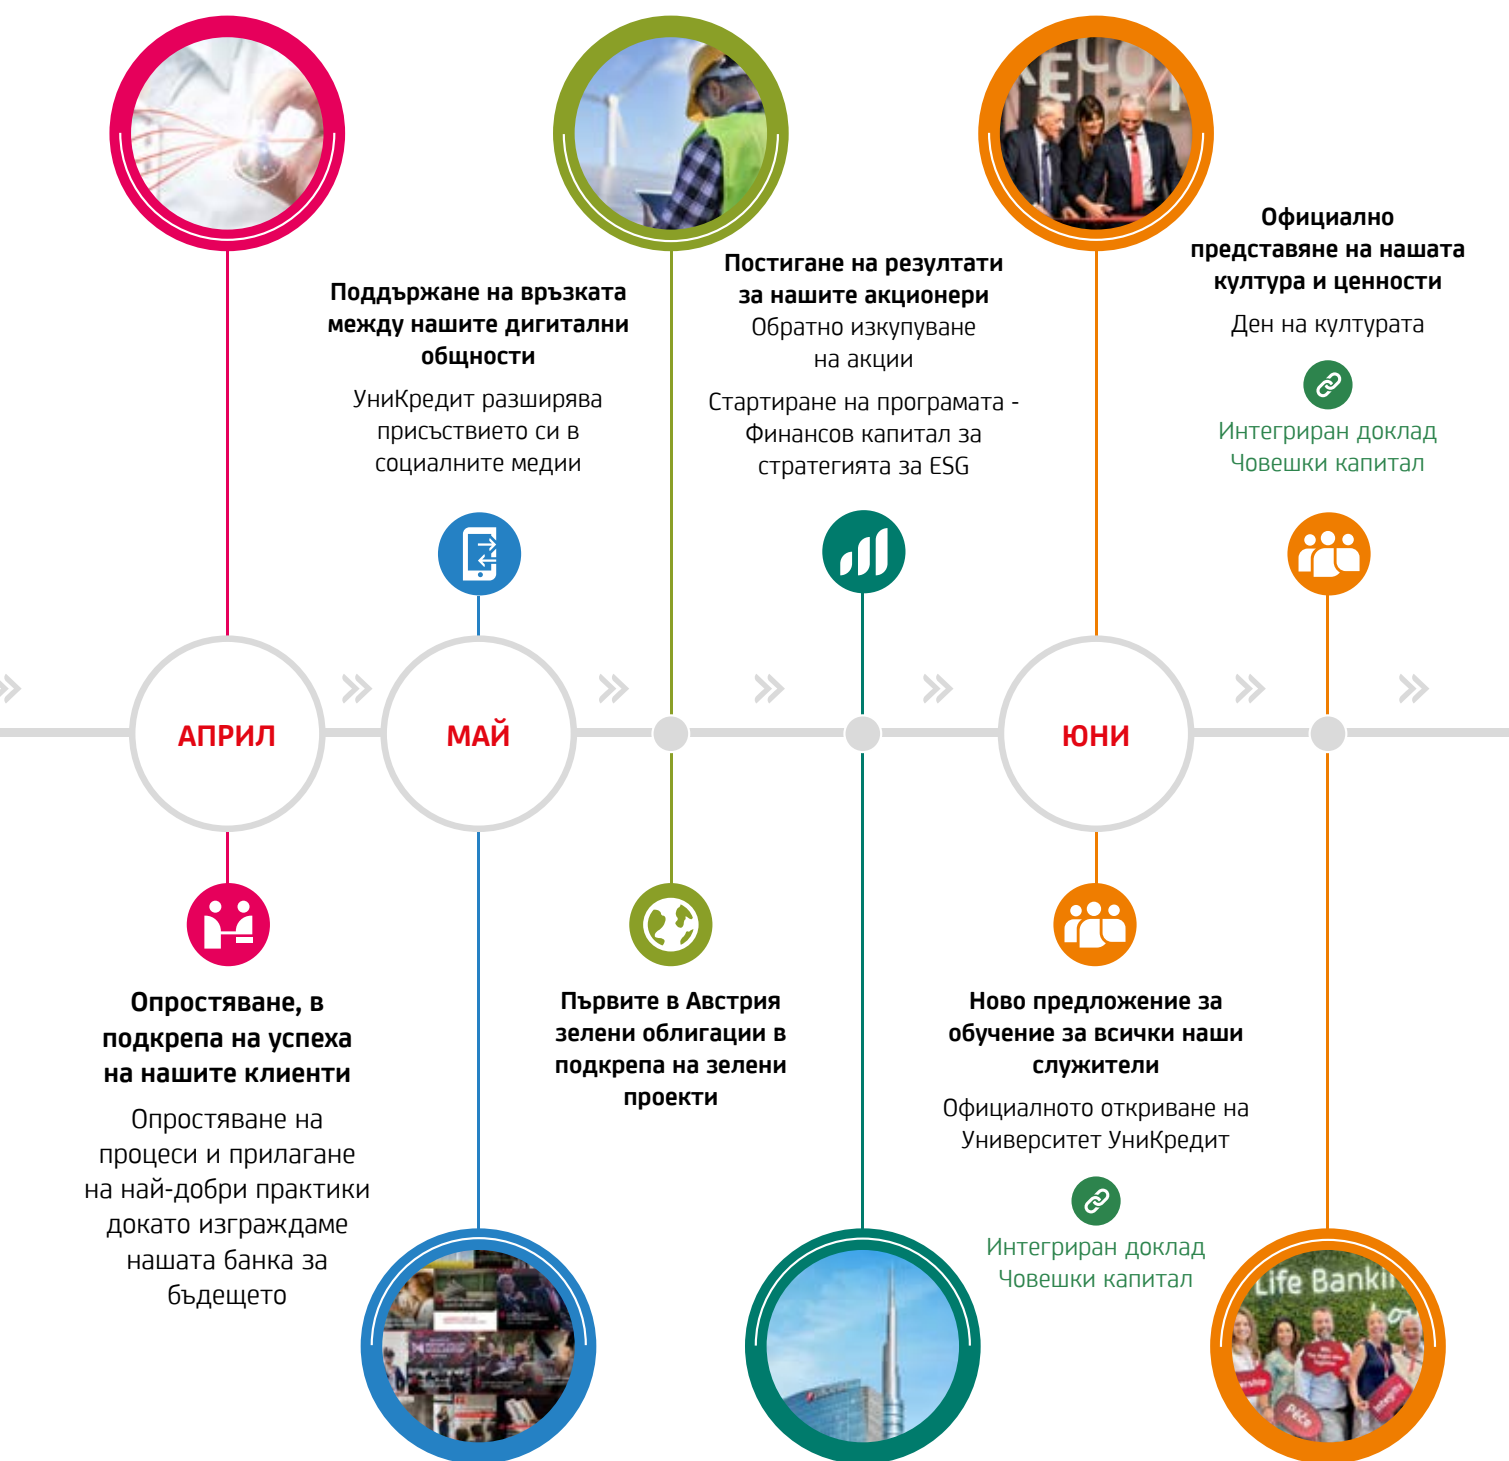 Официално
представяне на нашата
култура и ценности
Ден на културата
Интегриран доклад
Човешки капитал
Постигане на резултати
за нашите акционери
Обратно изкупуване
на акции
Стартиране на програмата -
Финансов капитал за
стратегията за ESG
Поддържане на връзката
между нашите дигитални
общности
УниКредит разширява
присъствието си в
социалните медии
АПРИЛ
МАЙ
ЮНИ
Опростяване, в
подкрепа на успеха
на нашите клиенти
Опростяване на
процеси и прилагане
на най-добри практики
докато изграждаме
нашата банка за
бъдещето
Първите в Австрия
зелени облигации в
подкрепа на зелени
проекти
Ново предложение за
обучение за всички наши
служители
Официалното откриване на
Университет УниКредит
Интегриран доклад
Човешки капитал
Life Bankin
Integrity